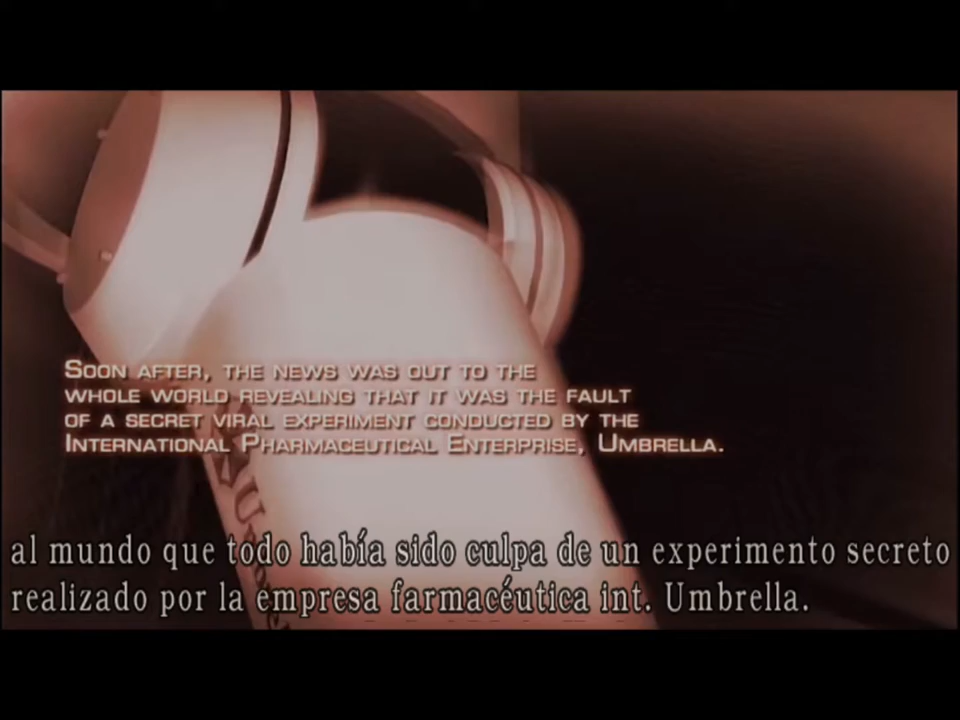 SOON AFTER, THE NEWS WAS OUT TO THE
WHOLE WORLD REVEALING THAT IT WAS THE FAULT
OF A SECRET VIRAL EXPERIMENT CONDUCTED BY THE
INTERNATIONAL PHARMACEUTICAL ENTERPRISE, UMBRELLA.
al mundo que todo había sido culpa de un experimento secreto
realizado por la empresa farmacéutica int. Umbrella.